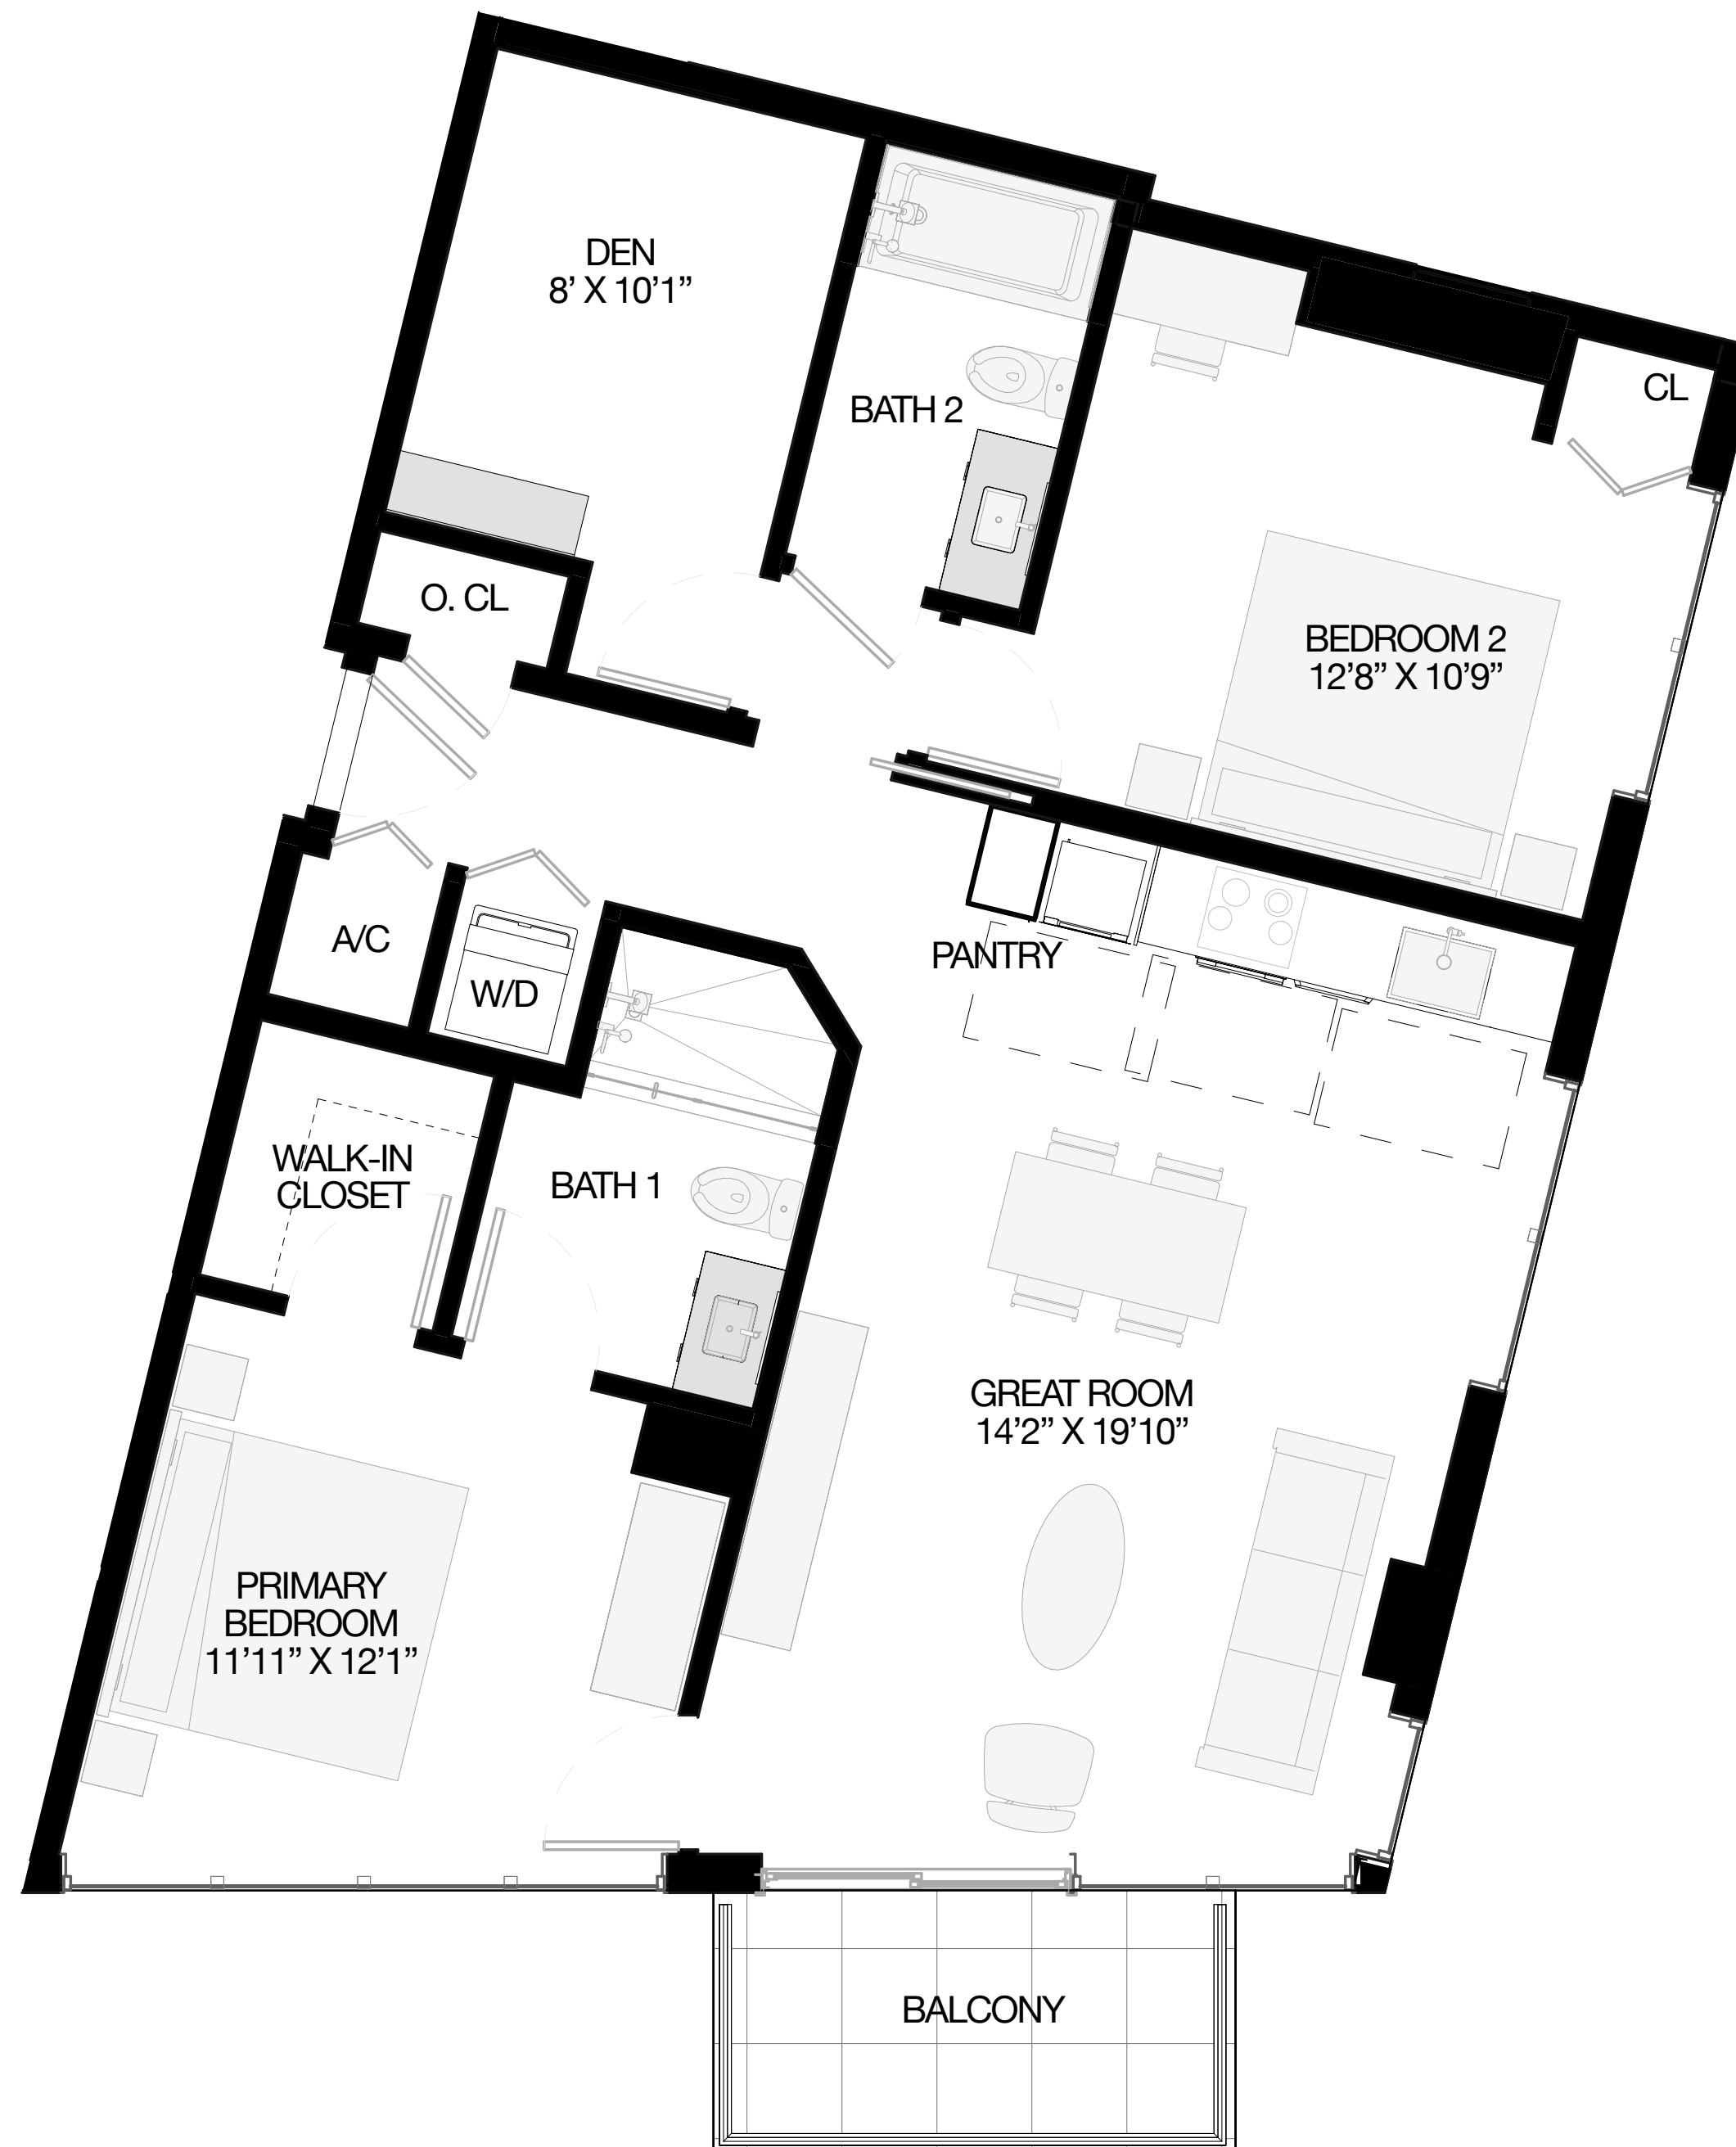 DEN
8’ X 10’1”
BATH 2
CL
O. CL
BEDROOM 2
12’8” X 10’9”
A/C
W/D
PANTRY
WALK-IN
CLOSET
BATH 1
GREAT ROOM
14’2” X 19’10”
PRIMARY
BEDROOM
11’11” X 12’1”
BALCONY